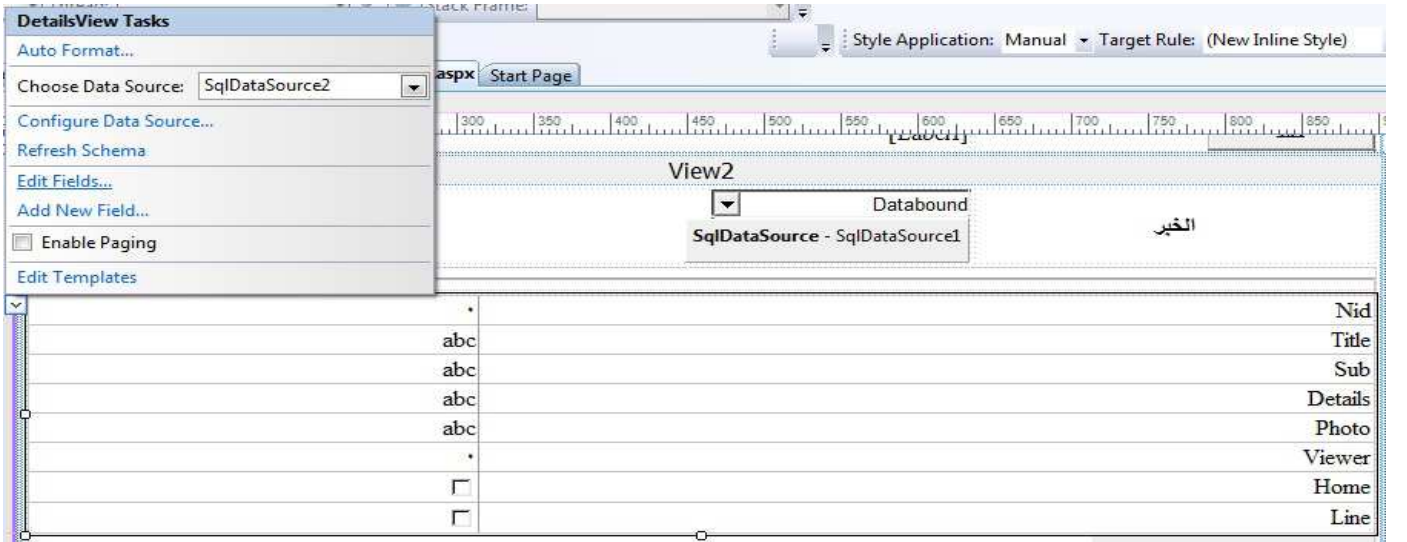 Stack Frame:
DetailsView Tasks
Auto Format...
Style Application: Manual Target Rule: (New Inline Style)
Choose Data Source: SqlDataSource2
aspx Start Page
Configure Data Source...
300 350 400 450 500 550 600 650 700 750 800 850
Refresh Schema
[Label1]
View2
Edit Fields...
Add New Field...
Databound
الخبر
Enable Paging
SqlDataSource - SqlDataSource1
Edit Templates
Nid
abc Title
abc Sub
abc Details
abc Photo
Viewer
Home
Line